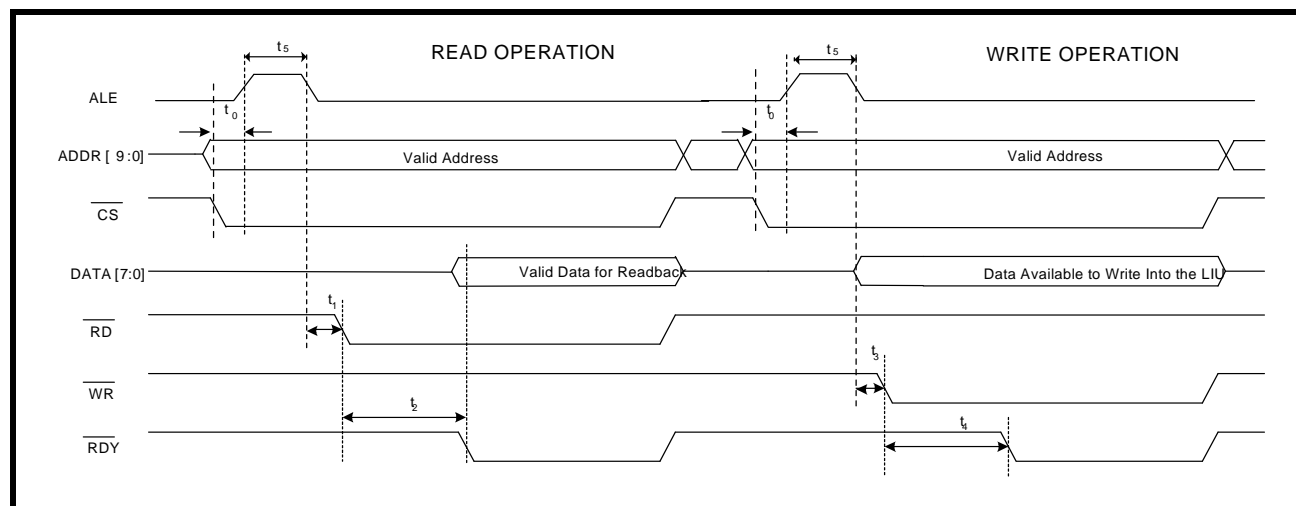 READ OPERATION
WRITE OPERATION
t5
t5
ALE
t0
t0
ADDR [ 9:0]
Valid Address
Valid Address
CS
DATA [7:0]
Valid Data for Readback
Data Available to Write Into the LIU
t1
RD
t3
WR
t2
t4
RDY